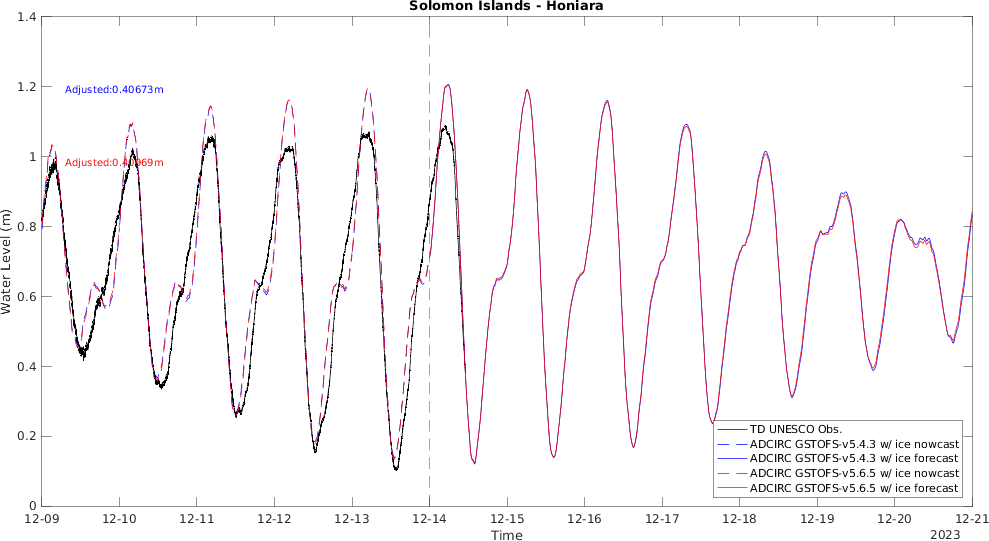 Solomon Islands - Honiara
1.4
1.2
1
0.8
0.6
0.4
0.2
0
Water Level (m)
Adjusted:0.40673m
Adjusted:0.40969m
TD UNESCO Obs.
ADCIRC GSTOFS-v5.4.3 w/ ice nowcast
ADCIRC GSTOFS-v5.4.3 w/ ice forecast
ADCIRC GSTOFS-v5.6.5 w/ ice nowcast
ADCIRC GSTOFS-v5.6.5 w/ ice forecast
12-09 12-10 12-11 12-12 12-13 12-14 12-15 12-16 12-17 12-18 12-19 12-20 12-21
Time
2023